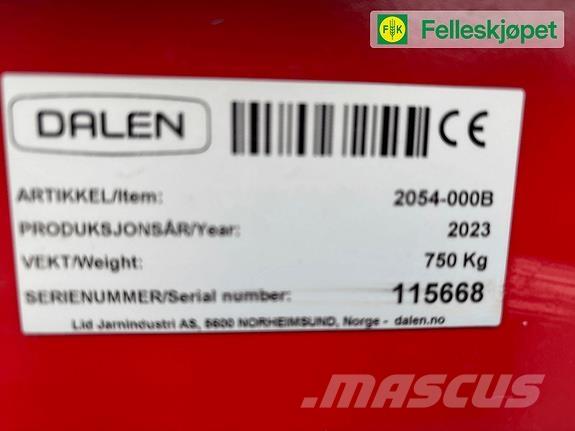 FK Felleskjøpet
DALEN CE
ARTIKKEL/Item: 2054-000B
PRODUKSJONSÅR/Year: 2023
VEKT/Weight: 750 Kg
SERIENUMMER/Serial number: 115668
Lid Jarnindustri AS, 5600 NORHEIMSUND, Norge - dalen.no
MASCUS